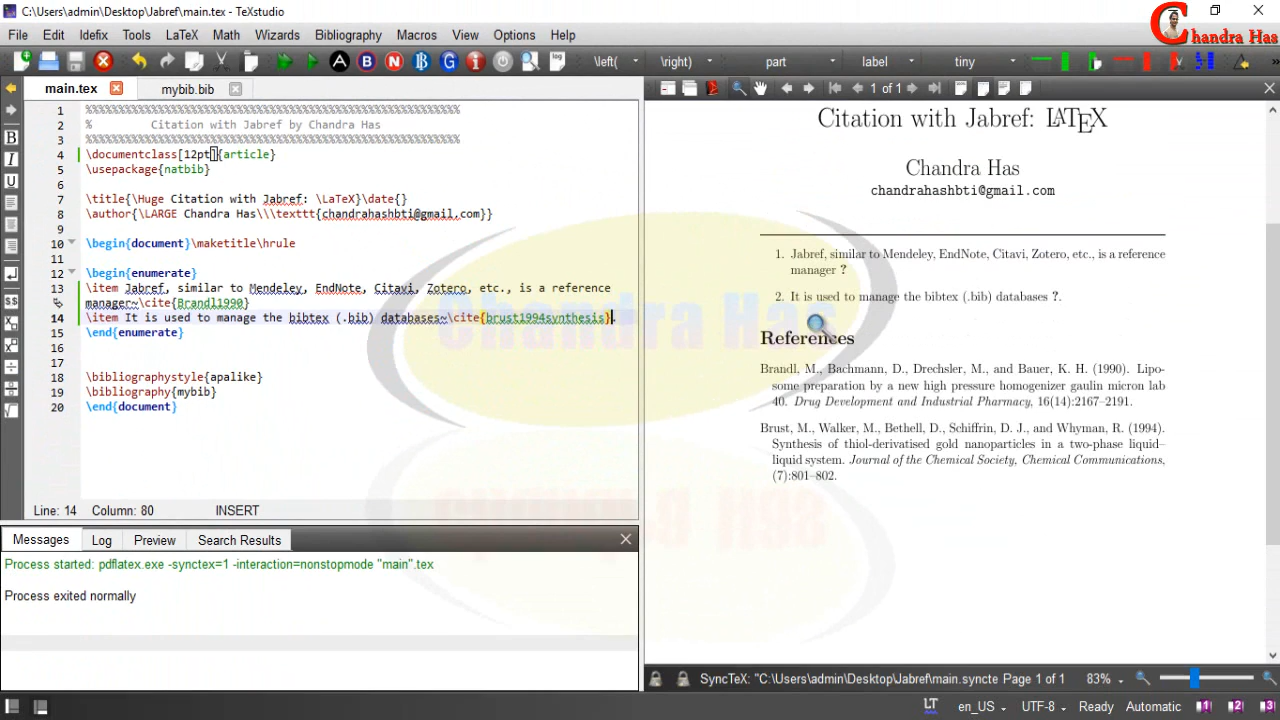 C:\Users\admin\Desktop\Jabref\main.tex - TeXstudio
Chandra Has
File Edit Idefix Tools LaTeX Math Wizards Bibliography Macros View Options Help
\left( \right) part label tiny
main.tex mybib.bib 1 of 1
1 %%%%%%%%%%%%%%%%%%%%%%%%%%%%%%%%%%%%%%%%%%%%%%%%%%%%%%%%%
2 % Citation with Jabref by Chandra Has
3 %%%%%%%%%%%%%%%%%%%%%%%%%%%%%%%%%%%%%%%%%%%%%%%%%%%%%%%%%
4 \documentclass[12pt]{article}
5 \usepackage{natbib}
6
7 \title{\Huge Citation with Jabref: \LaTeX}\date{}
8 \author{\LARGE Chandra Has\\\texttt{chandrahashbti@gmail.com}}
9
10 \begin{document}\maketitle\hrule
11
12 \begin{enumerate}
13 \item Jabref, similar to Mendeley, EndNote, Citavi, Zotero, etc., is a reference
manager~\cite{Brandl1990}
14 \item It is used to manage the bibtex (.bib) databases~\cite{brust1994synthesis}.
15 \end{enumerate}
16
17
18 \bibliographystyle{apalike}
19 \bibliography{mybib}
20 \end{document}
Line: 14 Column: 80 INSERT
Messages Log Preview Search Results
Process started: pdflatex.exe -synctex=1 -interaction=nonstopmode "main".tex
Process exited normally
Citation with Jabref: LATEX
Chandra Has
chandrahashbti@gmail.com
1. Jabref, similar to Mendeley, EndNote, Citavi, Zotero, etc., is a reference
manager ?
2. It is used to manage the bibtex (.bib) databases ?.
References
Brandl, M., Bachmann, D., Drechsler, M., and Bauer, K. H. (1990). Lipo-
some preparation by a new high pressure homogenizer gaulin micron lab
40. Drug Development and Industrial Pharmacy, 16(14):2167–2191.
Brust, M., Walker, M., Bethell, D., Schiffrin, D. J., and Whyman, R. (1994).
Synthesis of thiol-derivatised gold nanoparticles in a two-phase liquid–
liquid system. Journal of the Chemical Society, Chemical Communications,
(7):801–802.
Chandra Has
SyncTeX: "C:\Users\admin\Desktop\Jabref\main.syncte Page 1 of 1 83%
LT en_US UTF-8 Ready Automatic 1 2 3